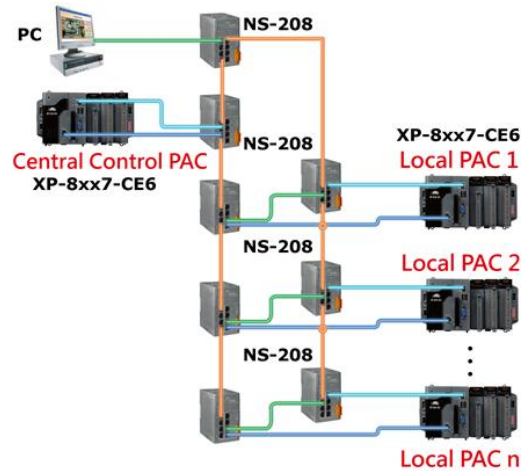 PC
NS-208
NS-208
Central Control PAC
XP-8xx7-CE6
XP-8xx7-CE6
Local PAC 1
NS-208
Local PAC 2
NS-208
Local PAC n